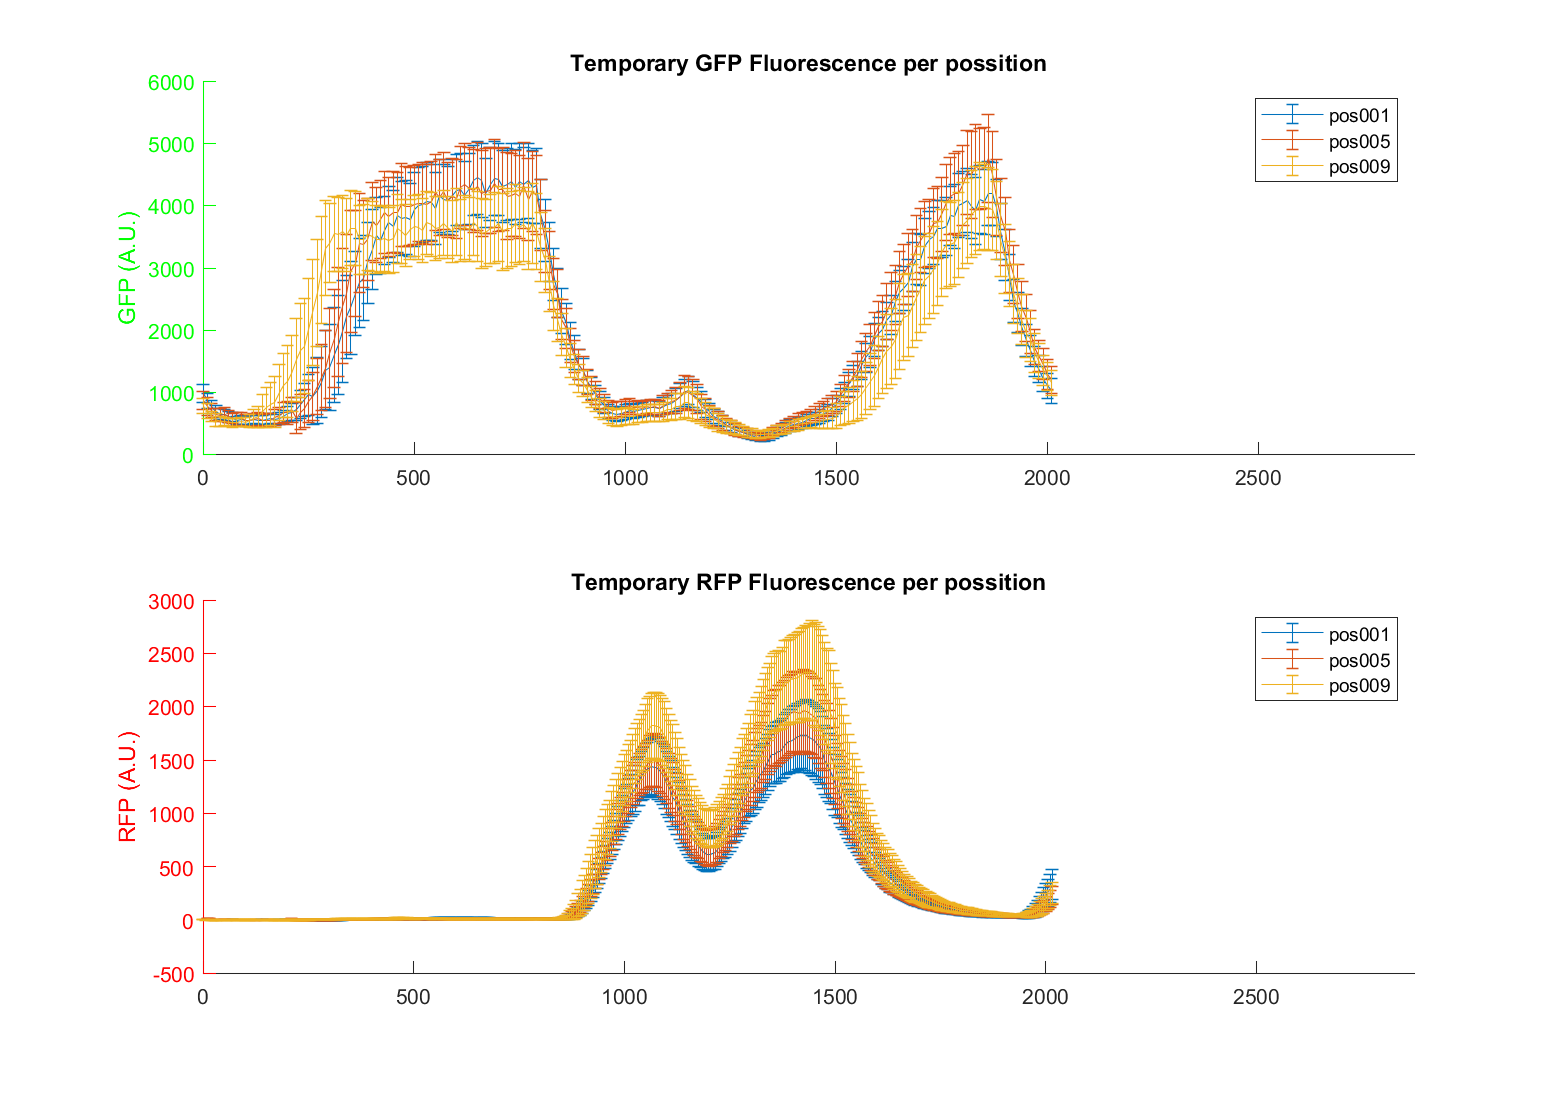 Temporary GFP Fluorescence per possition
6000
5000
4000
3000
2000
1000
0
GFP (A.U.)
0 500 1000 1500 2000 2500
pos001
pos005
pos009
Temporary RFP Fluorescence per possition
3000
2500
2000
1500
1000
500
0
-500
RFP (A.U.)
0 500 1000 1500 2000 2500
pos001
pos005
pos009